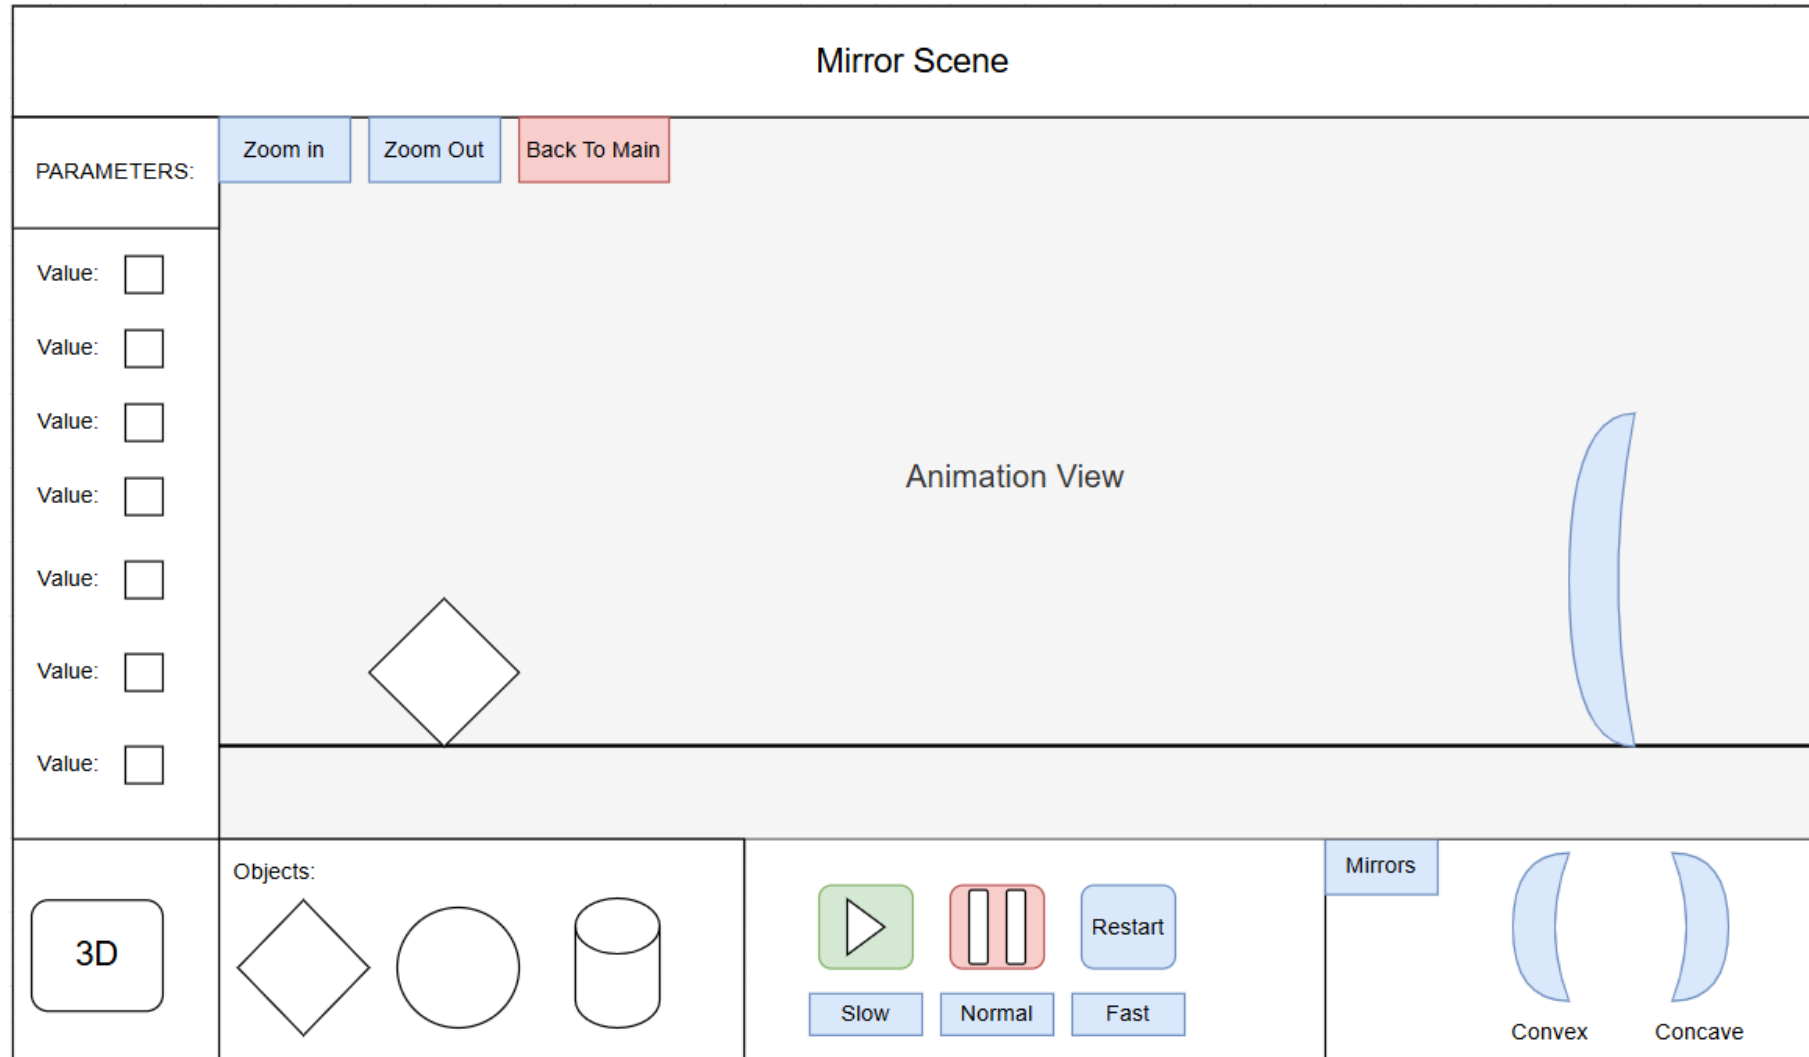 Mirror Scene
PARAMETERS:
Zoom in
Zoom Out
Back To Main
Value:
Value:
Value:
Value:
Value:
Value:
Value:
Animation View
3D
Objects:
Restart
Slow
Normal
Fast
Mirrors
Convex
Concave